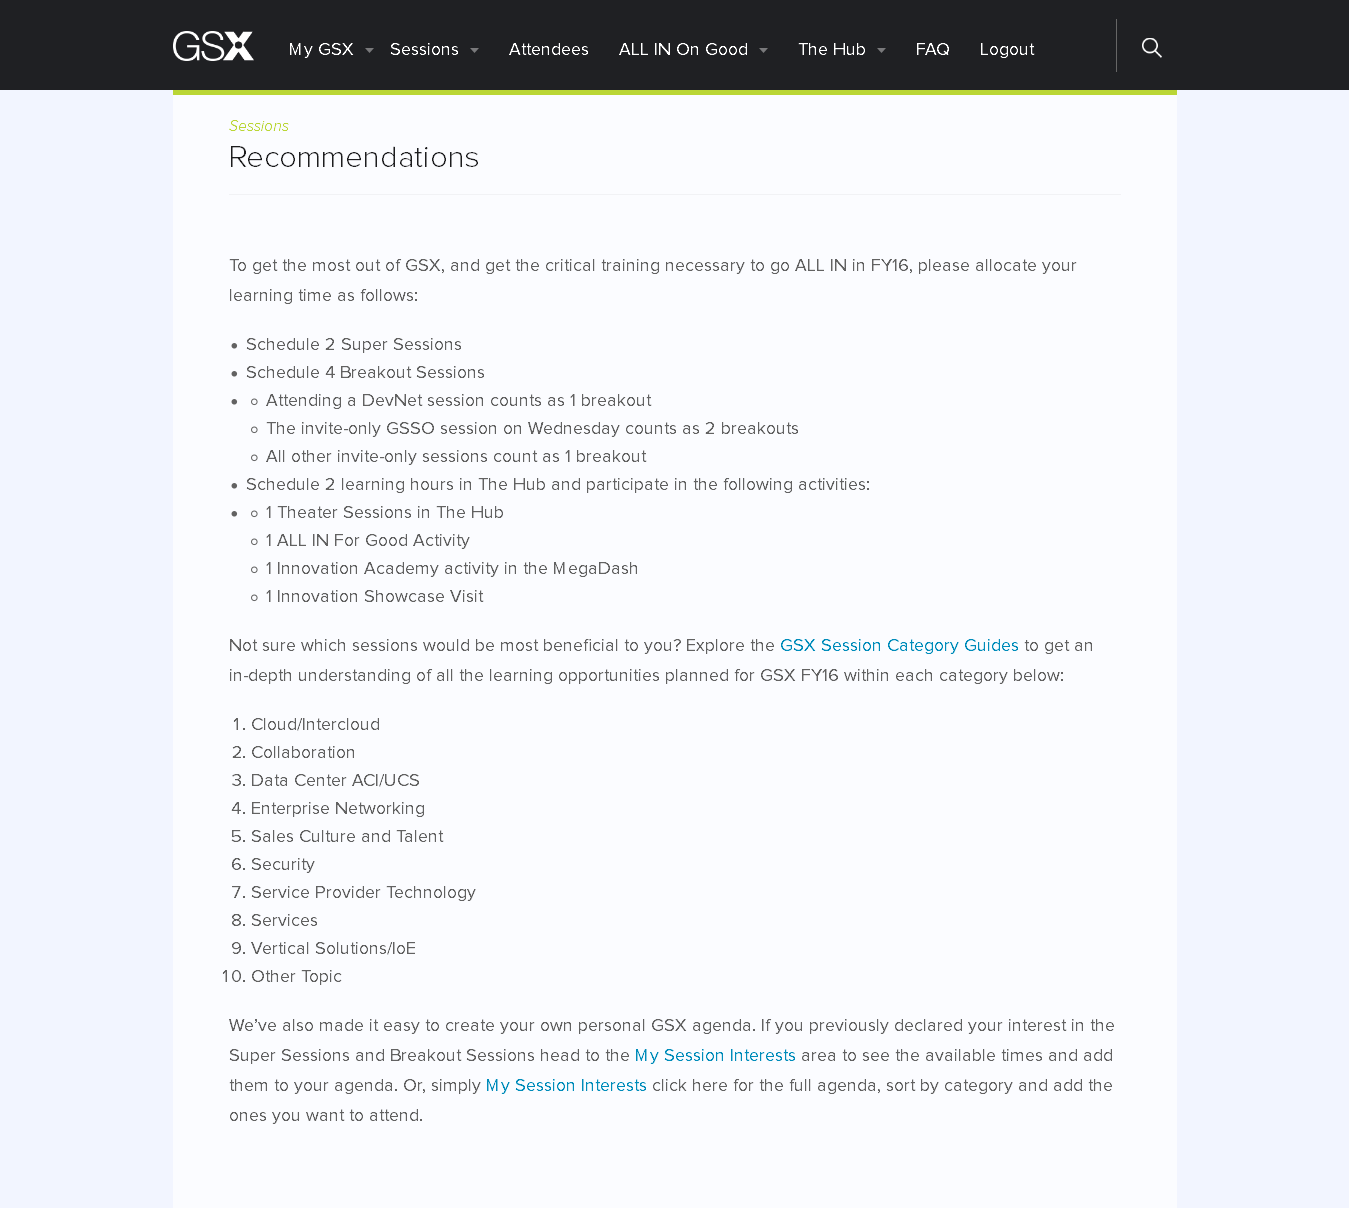 GSX My GSX Sessions Attendees ALL IN On Good The Hub FAQ Logout
Sessions
Recommendations
To get the most out of GSX, and get the critical training necessary to go ALL IN in FY16, please allocate your
learning time as follows:
• Schedule 2 Super Sessions
• Schedule 4 Breakout Sessions
• ○ Attending a DevNet session counts as 1 breakout
○ The invite-only GSSO session on Wednesday counts as 2 breakouts
○ All other invite-only sessions count as 1 breakout
• Schedule 2 learning hours in The Hub and participate in the following activities:
• ○ 1 Theater Sessions in The Hub
○ 1 ALL IN For Good Activity
○ 1 Innovation Academy activity in the MegaDash
○ 1 Innovation Showcase Visit
Not sure which sessions would be most beneficial to you? Explore the GSX Session Category Guides to get an
in-depth understanding of all the learning opportunities planned for GSX FY16 within each category below:
1. Cloud/Intercloud
2. Collaboration
3. Data Center ACI/UCS
4. Enterprise Networking
5. Sales Culture and Talent
6. Security
7. Service Provider Technology
8. Services
9. Vertical Solutions/IoE
10. Other Topic
We've also made it easy to create your own personal GSX agenda. If you previously declared your interest in the
Super Sessions and Breakout Sessions head to the My Session Interests area to see the available times and add
them to your agenda. Or, simply My Session Interests click here for the full agenda, sort by category and add the
ones you want to attend.